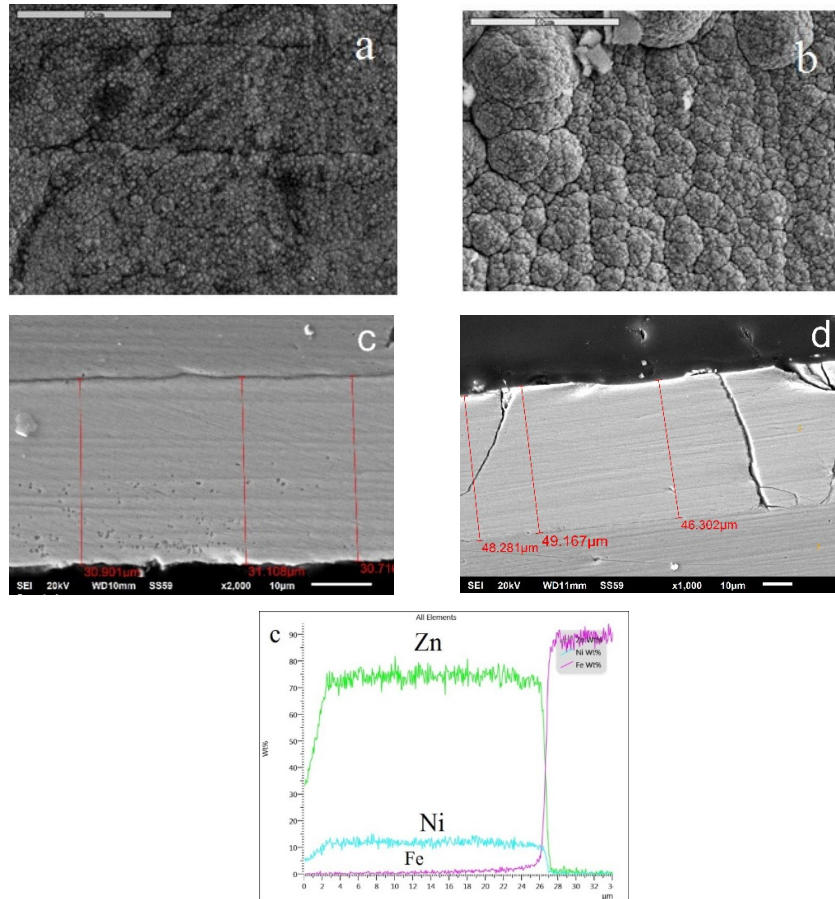 a
b
c
30.901µm
31.108µm
SEI 20kV WD10mm SS59 x2,000 10µm
d
48.281µm
49.167µm
46.302µm
SEI 20kV WD11mm SS59 x1,000 10µm
c
All Elements
Zn
Ni Wt%
Fe Wt%
Ni
Fe
Wt%
90
80
70
60
50
40
30
20
10
0
0 2 4 6 8 10 12 14 16 18 20 22 24 26 28 30 32
µm